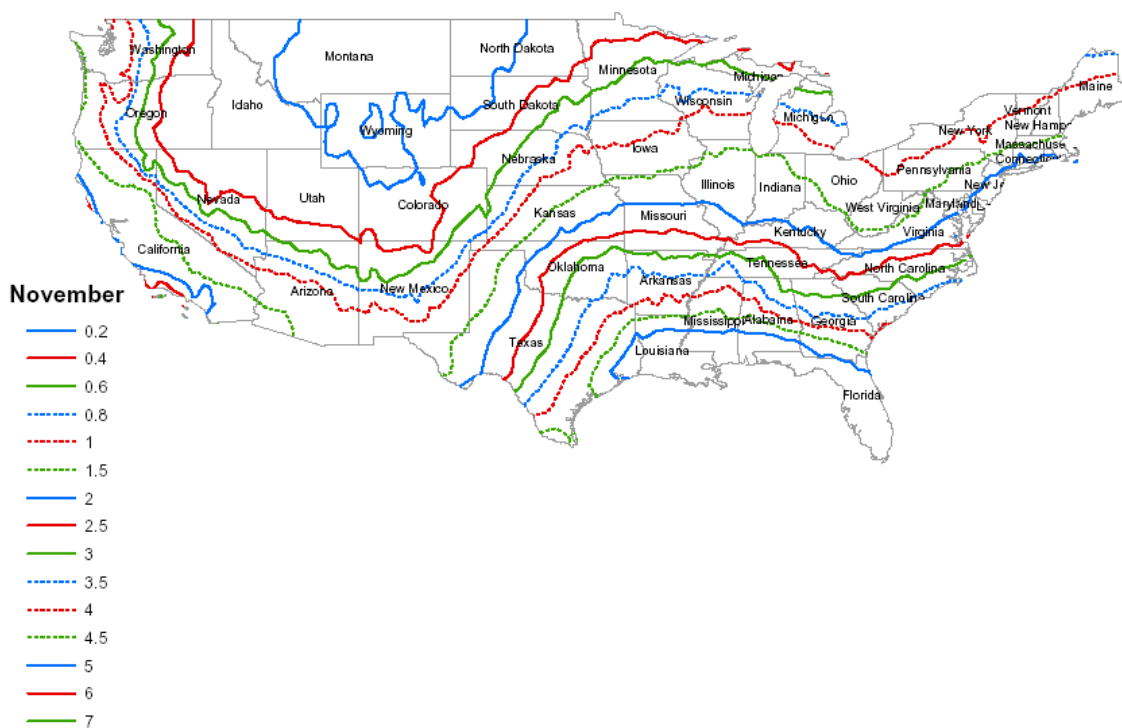 Washington
Montana
North Dakota
Minnesota
Michigan
Maine
Idaho
Oregon
South Dakota
Wisconsin
Wyoming
Michigan
Vermont
New York
New Hamp
Massachuse
Connectic
Nebraska
Iowa
Pennsylvania
Nevada
Utah
Colorado
Illinois
Indiana
Ohio
New Je
Kansas
Missouri
West Virginia
Maryland
Kentucky
Virginia
California
Oklahoma
Tennessee
North Carolina
Arizona
New Mexico
Arkansas
South Carolina
Mississippi
Alabama
Georgia
Texas
Louisiana
Florida
November
0.2
0.4
0.6
0.8
1
1.5
2
2.5
3
3.5
4
4.5
5
6
7